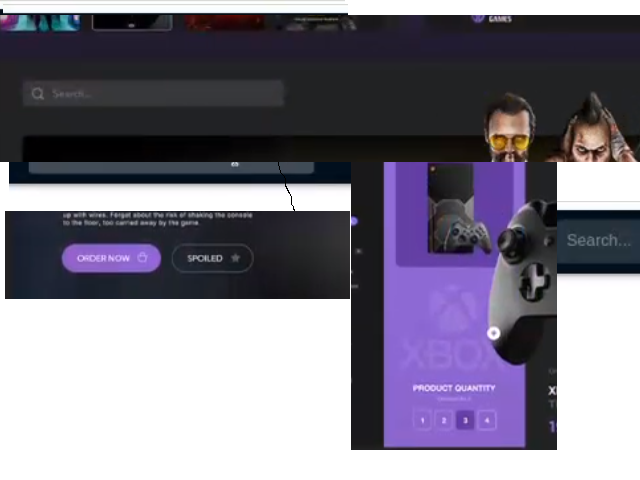 GAMES
Search...
up with wires. Forget about the risk of shaking the console
to the floor, too carried away by the game.
ORDER NOW
SPOILED
Search...
XBOX
PRODUCT QUANTITY
1 2 3 4